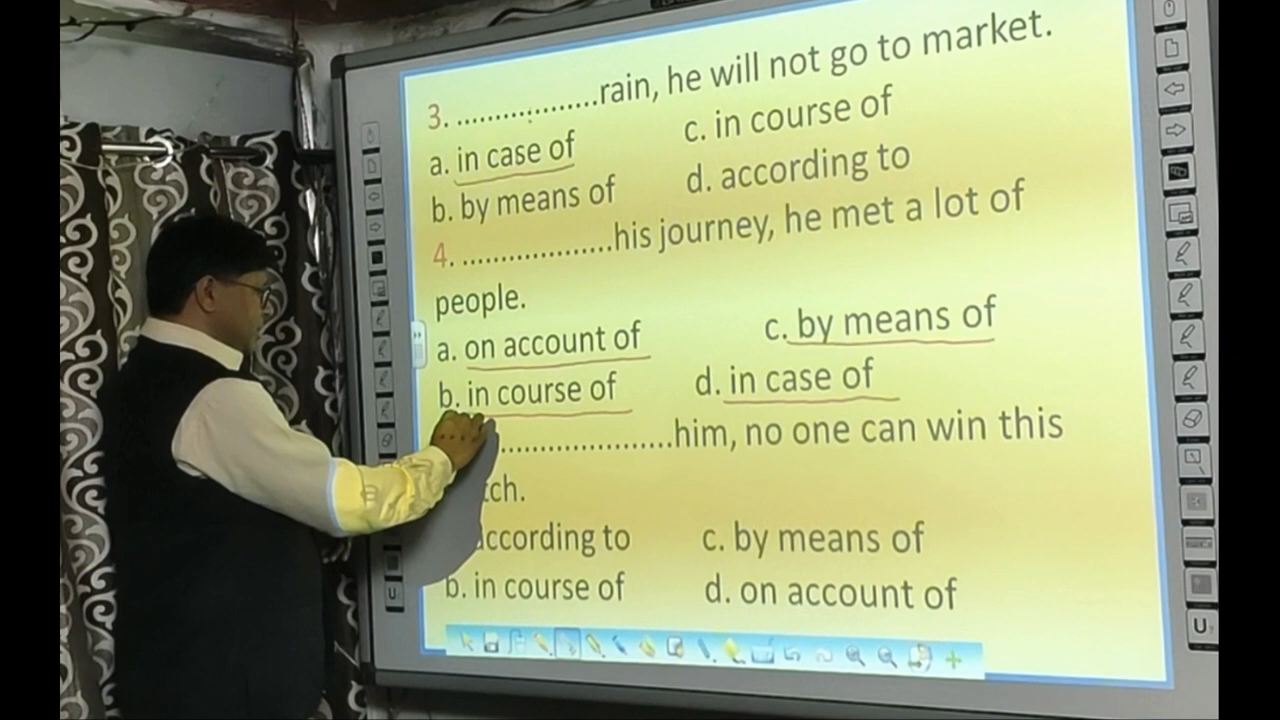 3. ..................rain, he will not go to market.
a. in case of c. in course of
b. by means of d. according to
4. ...................his journey, he met a lot of
people.
a. on account of c. by means of
b. in course of d. in case of
......................him, no one can win this
tch.
according to c. by means of
b. in course of d. on account of